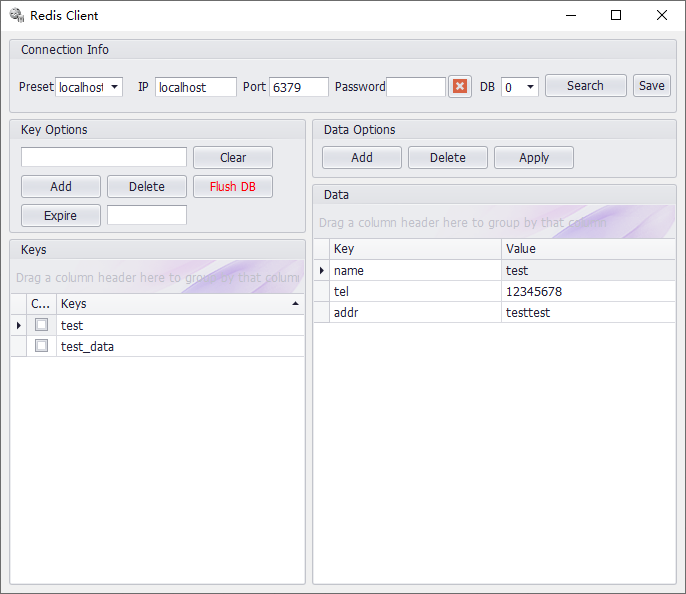 Redis Client
Connection Info
Preset localhost IP localhost Port 6379 Password DB 0 Search Save
Key Options
Clear
Add Delete Flush DB
Expire
Data Options
Add Delete Apply
Keys
Drag a column header here to group by that colum
C... Keys
test
test_data
Data
Drag a column header here to group by that column
Key Value
name test
tel 12345678
addr testtest